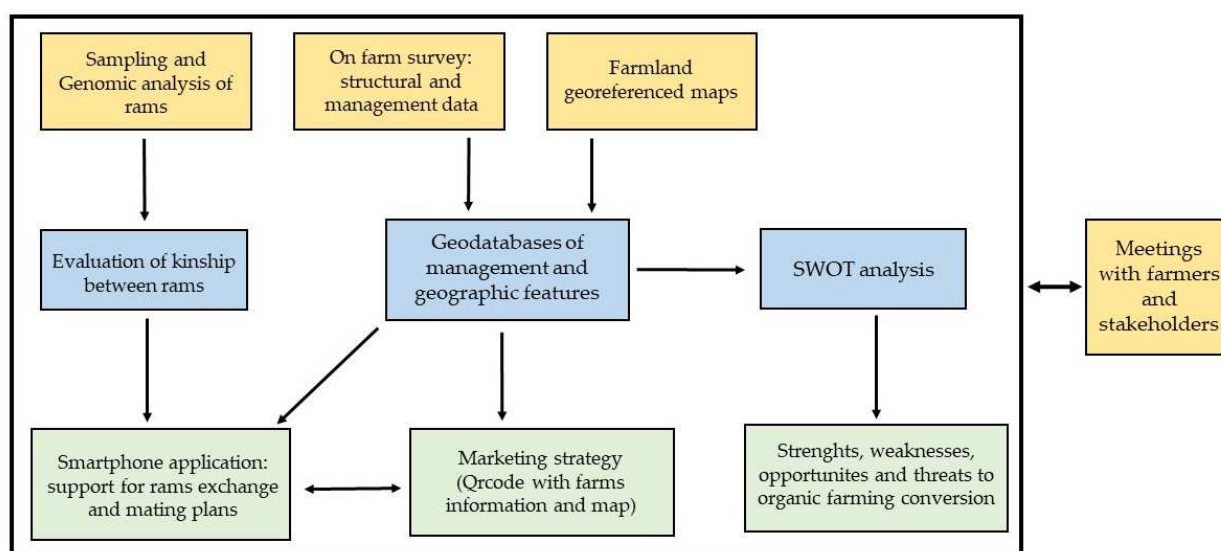 Sampling and
Genomic analysis of
rams
On farm survey:
structural and
management data
Farmland
georeferenced maps
Evaluation of kinship
between rams
Geodatabases of
management and
geographic features
SWOT analysis
Meetings
with farmers
and
stakeholders
Smartphone application:
support for rams exchange
and mating plans
Marketing strategy
(Qrcode with farms
information and map)
Strenghts, weaknesses,
opportunites and threats to
organic farming conversion